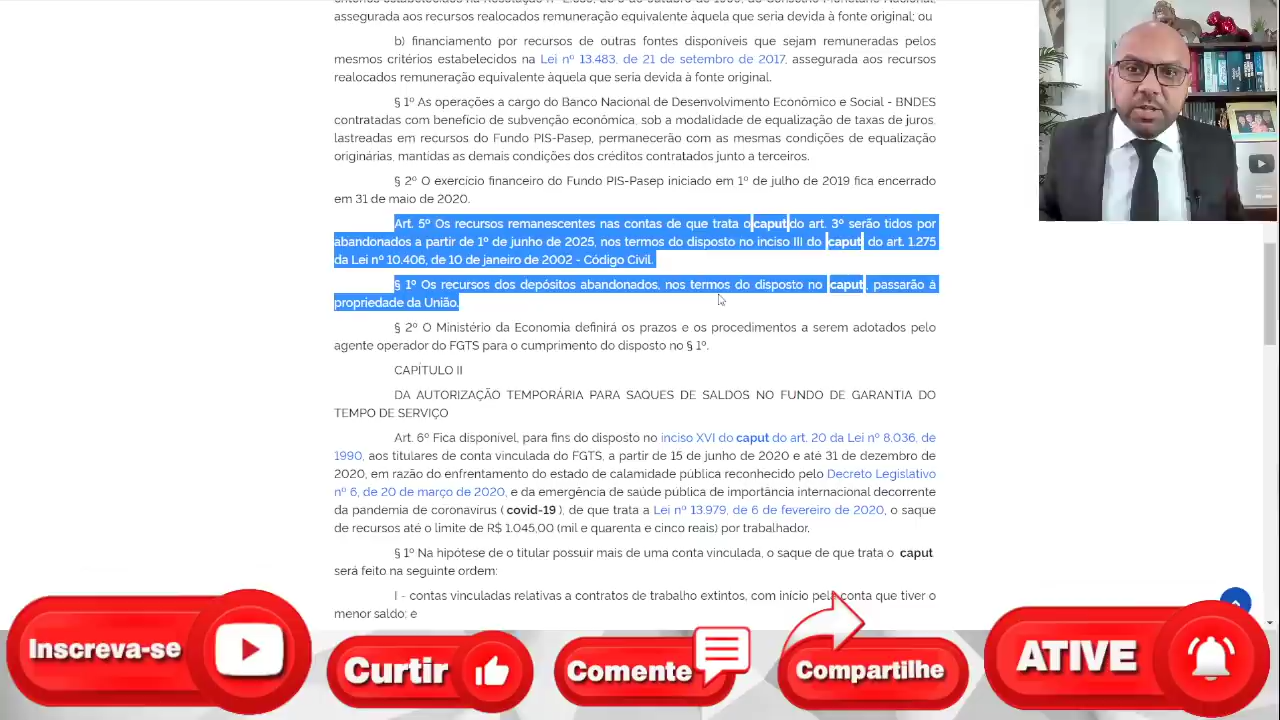 assegurada aos recursos realocados remuneração equivalente àquela que seria devida à fonte original; ou
b) financiamento por recursos de outras fontes disponíveis que sejam remuneradas pelos
mesmos critérios estabelecidos na Lei nº 13.483, de 21 de setembro de 2017, assegurada aos recursos
realocados remuneração equivalente àquela que seria devida à fonte original.
§ 1º As operações a cargo do Banco Nacional de Desenvolvimento Econômico e Social - BNDES
contratadas com benefício de subvenção econômica, sob a modalidade de equalização de taxas de juros,
lastreadas em recursos do Fundo PIS-Pasep, permanecerão com as mesmas condições de equalização
originárias, mantidas as demais condições dos créditos contratados junto a terceiros.
§ 2º O exercício financeiro do Fundo PIS-Pasep iniciado em 1º de julho de 2019 fica encerrado
em 31 de maio de 2020.
Art. 5º Os recursos remanescentes nas contas de que trata o caput do art. 3º serão tidos por
abandonados a partir de 1º de junho de 2025, nos termos do disposto no inciso III do caput do art. 1.275
da Lei nº 10.406, de 10 de janeiro de 2002 - Código Civil.
§ 1º Os recursos dos depósitos abandonados, nos termos do disposto no caput, passarão à
propriedade da União.
§ 2º O Ministério da Economia definirá os prazos e os procedimentos a serem adotados pelo
agente operador do FGTS para o cumprimento do disposto no § 1º.
CAPÍTULO II
DA AUTORIZAÇÃO TEMPORÁRIA PARA SAQUES DE SALDOS NO FUNDO DE GARANTIA DO
TEMPO DE SERVIÇO
Art. 6º Fica disponível, para fins do disposto no inciso XVI do caput do art. 20 da Lei nº 8.036, de
1990, aos titulares de conta vinculada do FGTS, a partir de 15 de junho de 2020 e até 31 de dezembro de
2020, em razão do enfrentamento do estado de calamidade pública reconhecido pelo Decreto Legislativo
nº 6, de 20 de março de 2020, e da emergência de saúde pública de importância internacional decorrente
da pandemia de coronavírus ( covid-19 ), de que trata a Lei nº 13.979, de 6 de fevereiro de 2020, o saque
de recursos até o limite de R$ 1.045,00 (mil e quarenta e cinco reais) por trabalhador.
§ 1º Na hipótese de o titular possuir mais de uma conta vinculada, o saque de que trata o caput
será feito na seguinte ordem:
I - contas vinculadas relativas a contratos de trabalho extintos, com início pela conta que tiver o
menor saldo; e
Inscreva-se
Curtir
Comente
Compartilhe
ATIVE